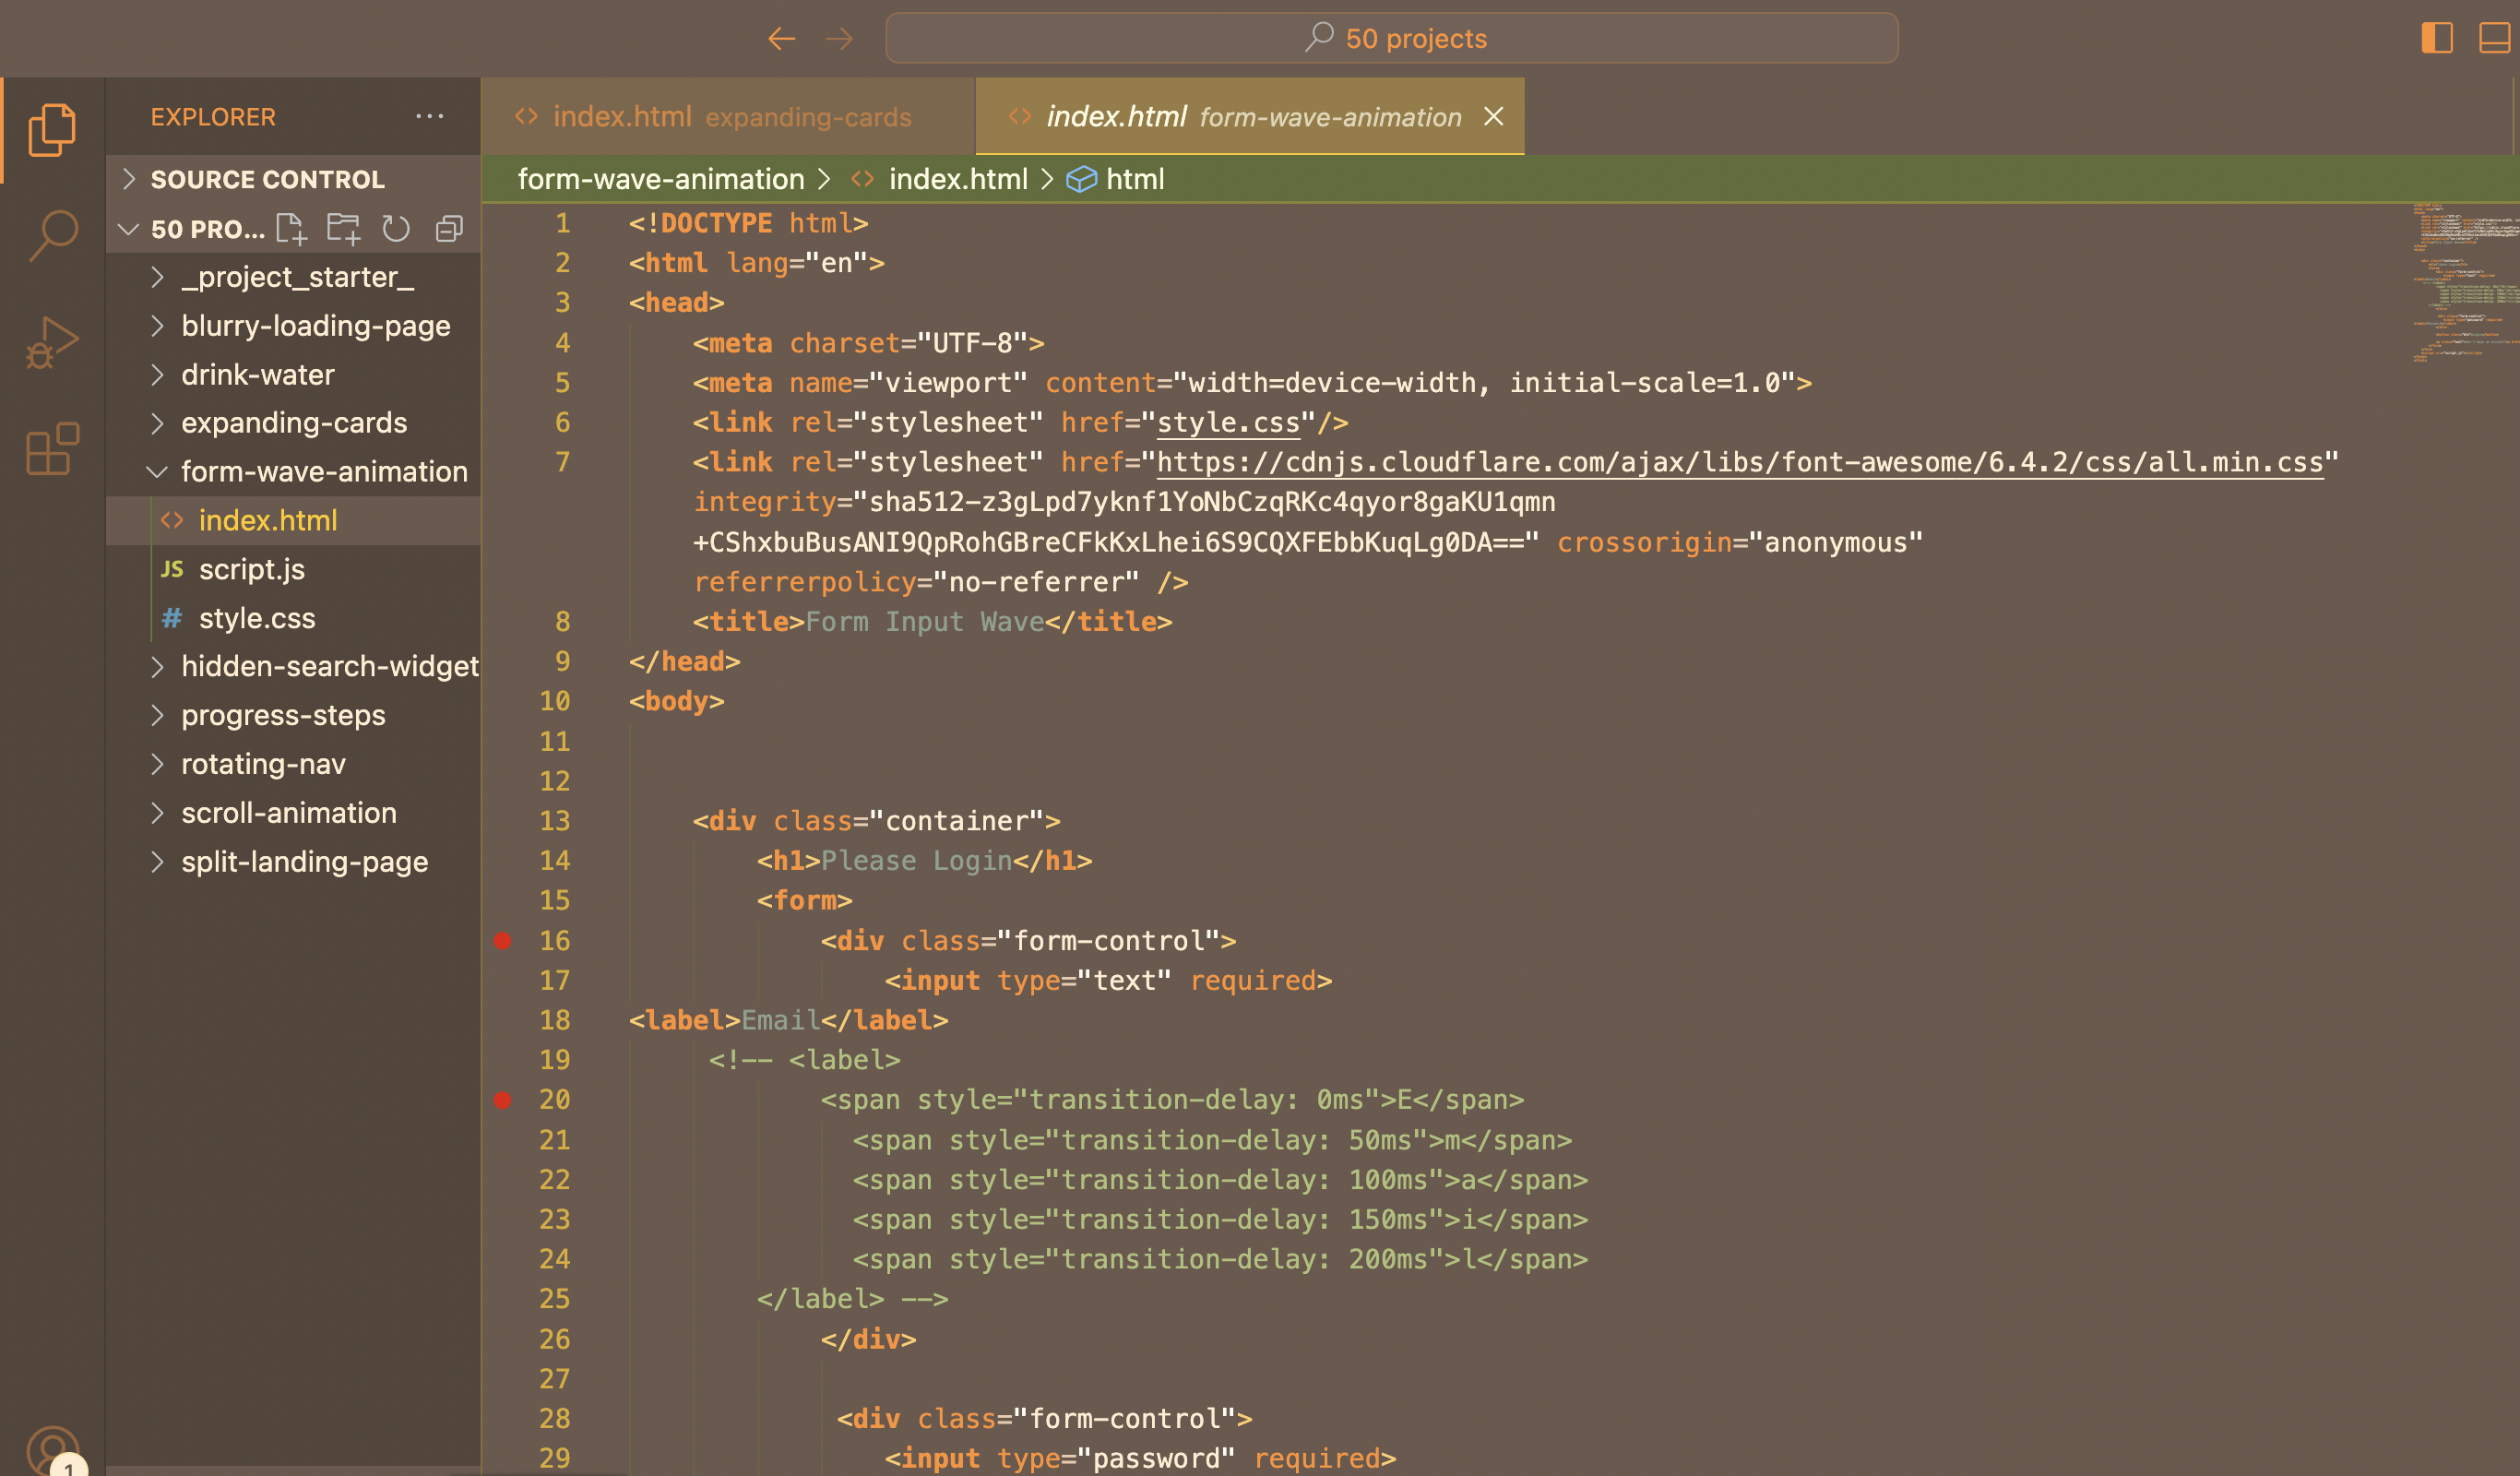 50 projects
EXPLORER
index.html expanding-cards
index.html form-wave-animation
SOURCE CONTROL
50 PRO...
_project_starter_
blurry-loading-page
drink-water
expanding-cards
form-wave-animation
index.html
JS script.js
# style.css
hidden-search-widget
progress-steps
rotating-nav
scroll-animation
split-landing-page
1
form-wave-animation > index.html > html
1 <!DOCTYPE html>
2 <html lang="en">
3 <head>
4 <meta charset="UTF-8">
5 <meta name="viewport" content="width=device-width, initial-scale=1.0">
6 <link rel="stylesheet" href="style.css"/>
7 <link rel="stylesheet" href="https://cdnjs.cloudflare.com/ajax/libs/font-awesome/6.4.2/css/all.min.css"
integrity="sha512-z3gLpd7yknf1YoNbCzqRKc4qyor8gaKU1qmn
+CShxbuBusANI9QpRohGBreCFkKxLhei6S9CQXFEbbKuqLg0DA==" crossorigin="anonymous"
referrerpolicy="no-referrer" />
8 <title>Form Input Wave</title>
9 </head>
10 <body>
11
12
13 <div class="container">
14 <h1>Please Login</h1>
15 <form>
16 <div class="form-control">
17 <input type="text" required>
18 <label>Email</label>
19 <!-- <label>
20 <span style="transition-delay: 0ms">E</span>
21 <span style="transition-delay: 50ms">m</span>
22 <span style="transition-delay: 100ms">a</span>
23 <span style="transition-delay: 150ms">i</span>
24 <span style="transition-delay: 200ms">l</span>
25 </label> -->
26 </div>
27
28 <div class="form-control">
29 <input type="password" required>